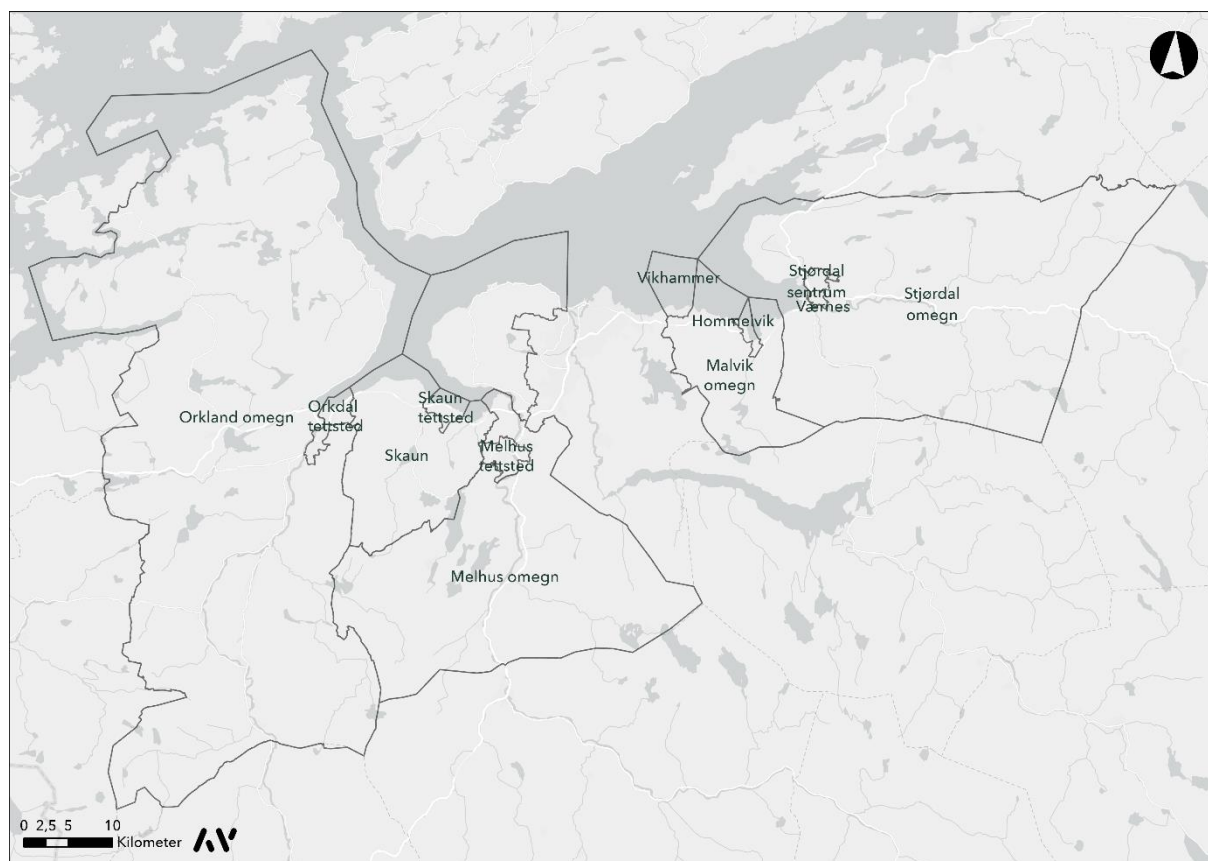 Vikhammer
Stjørdal
sentrum
Værnes
Stjørdal
omegn
Hommelvik
Malvik
omegn
Orkland omegn
Orkdal
tettsted
Skaun
tettsted
Skaun
Melhus
tettsted
Melhus omegn
0 2,5 5 10
Kilometer